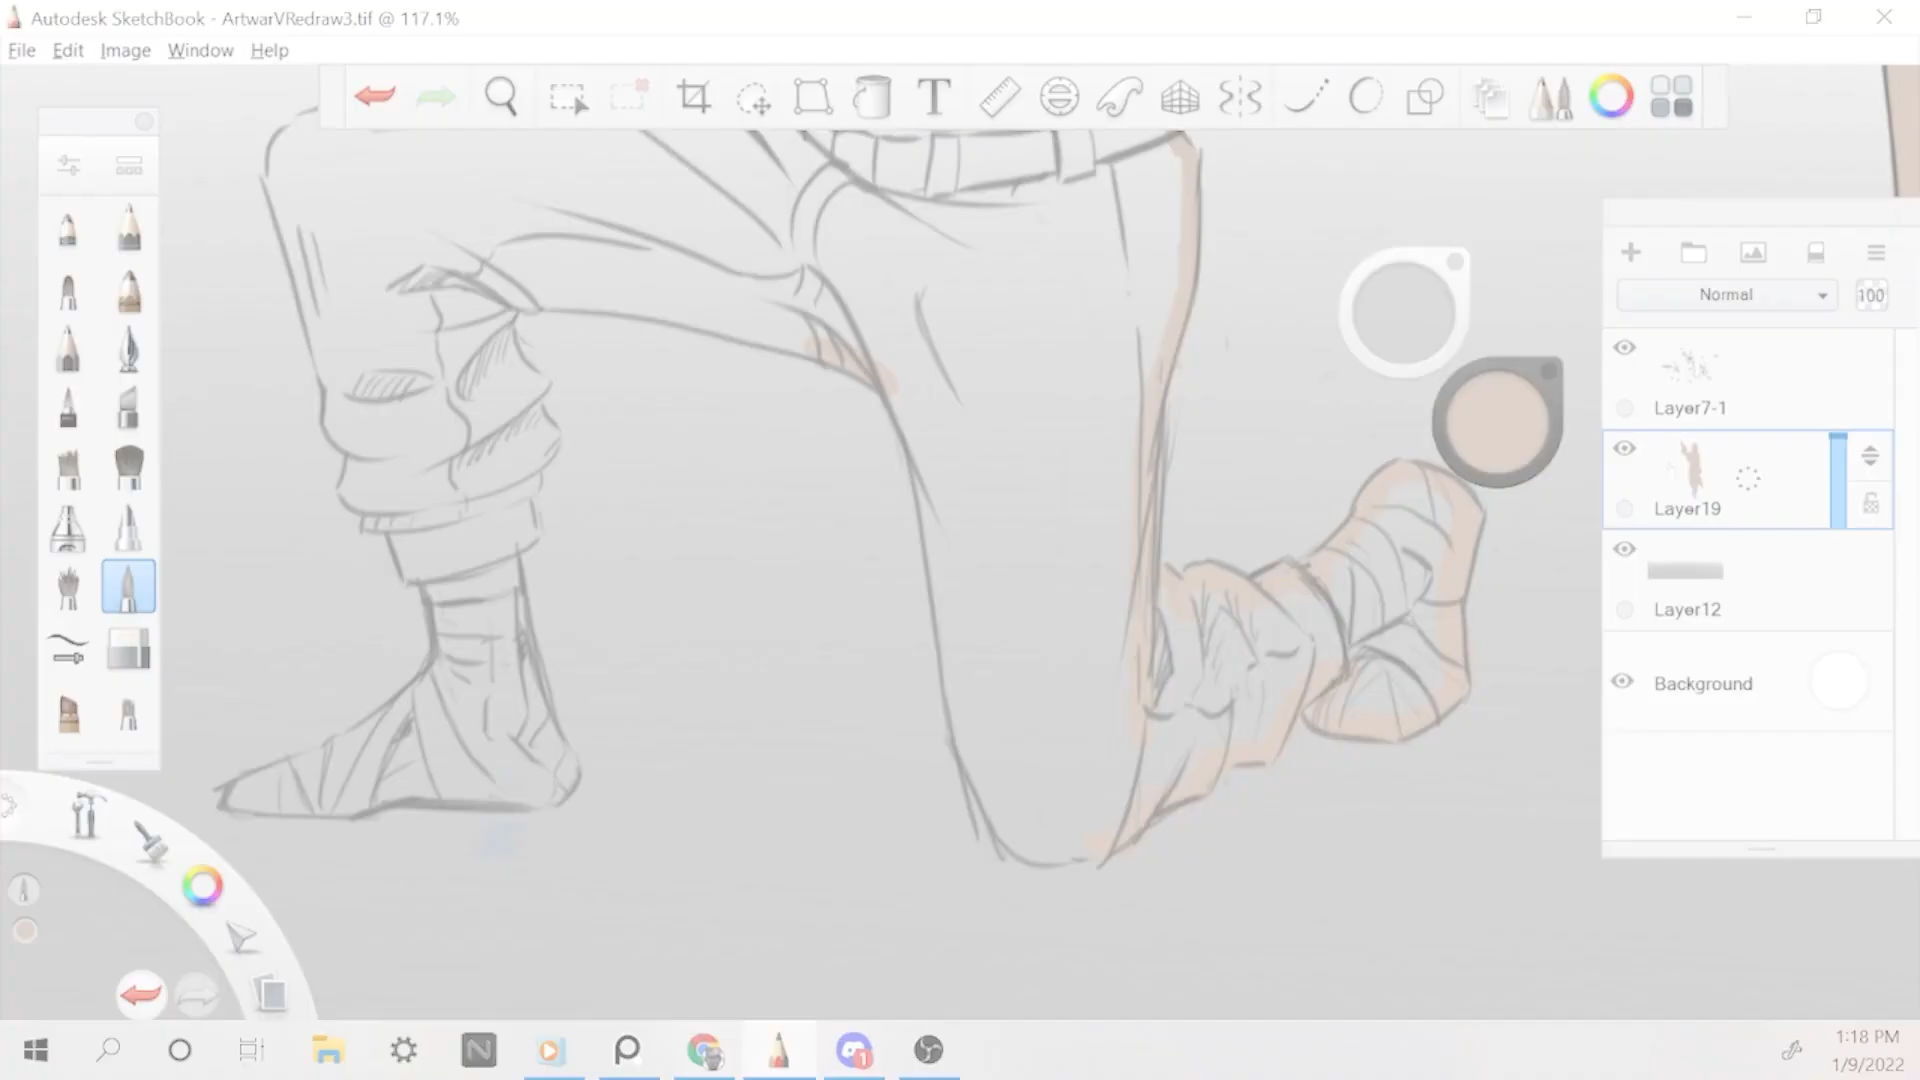 Autodesk SketchBook - ArtwarVRedraw3.tif @ 117.1%
File Edit Image Window Help
T
Normal 100
Layer7-1
Layer19
Layer12
Background
1:18 PM
1/9/2022
N
P
1